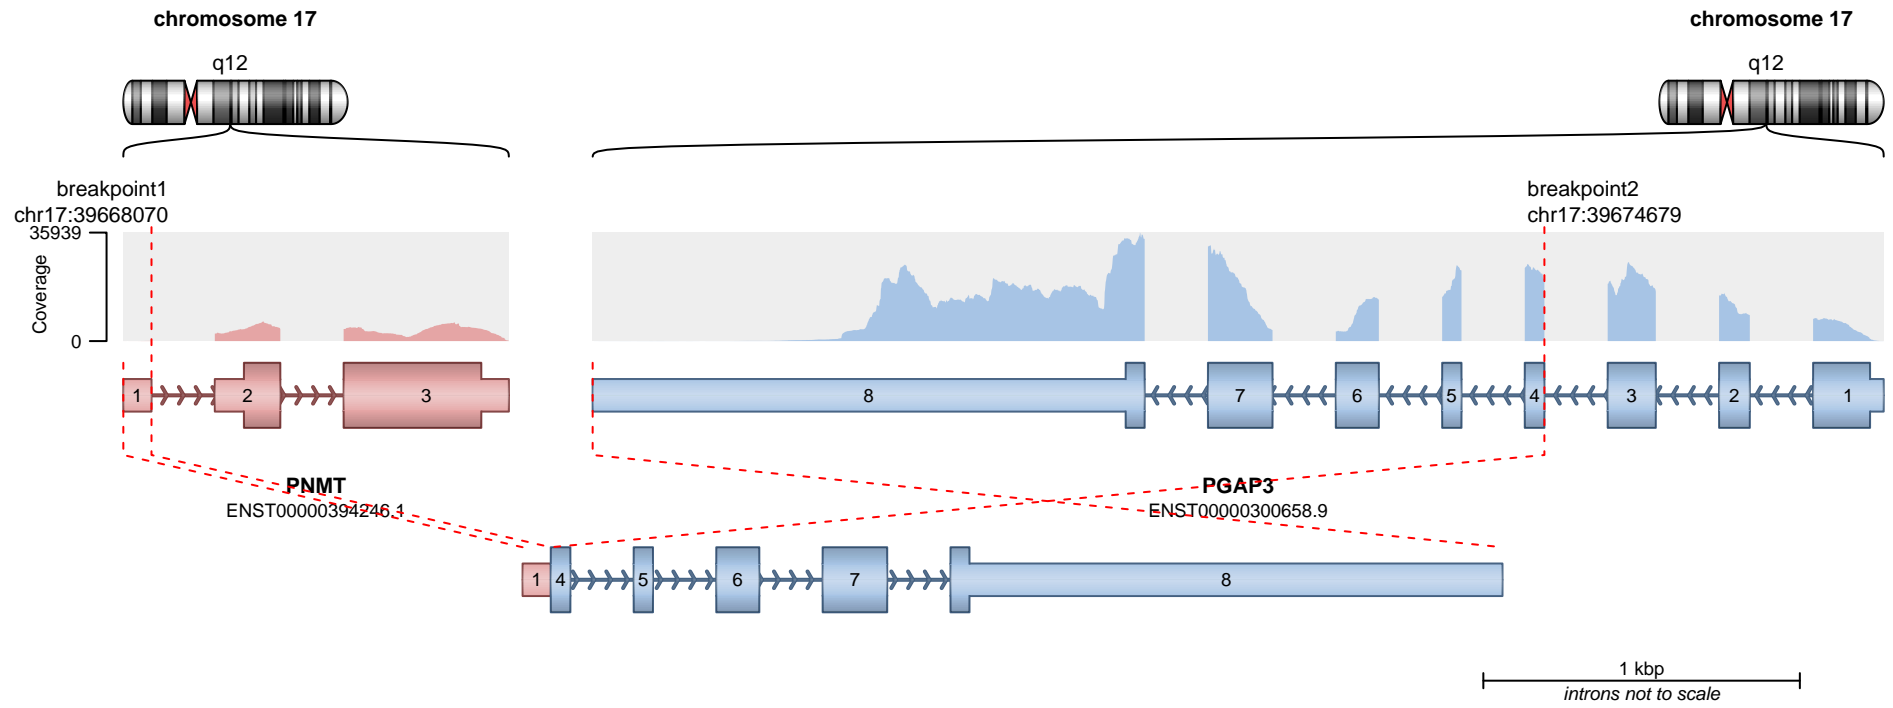 chromosome 17
chromosome 17
q12
q12
breakpoint1
chr17:39668070
breakpoint2
chr17:39674679
35939
Coverage
0
1
2
3
8
7
6
5
4
3
2
1
PNMT
ENST00000394246.1
PGAP3
ENST00000300658.9
1
4
5
6
7
8
1 kbp
introns not to scale